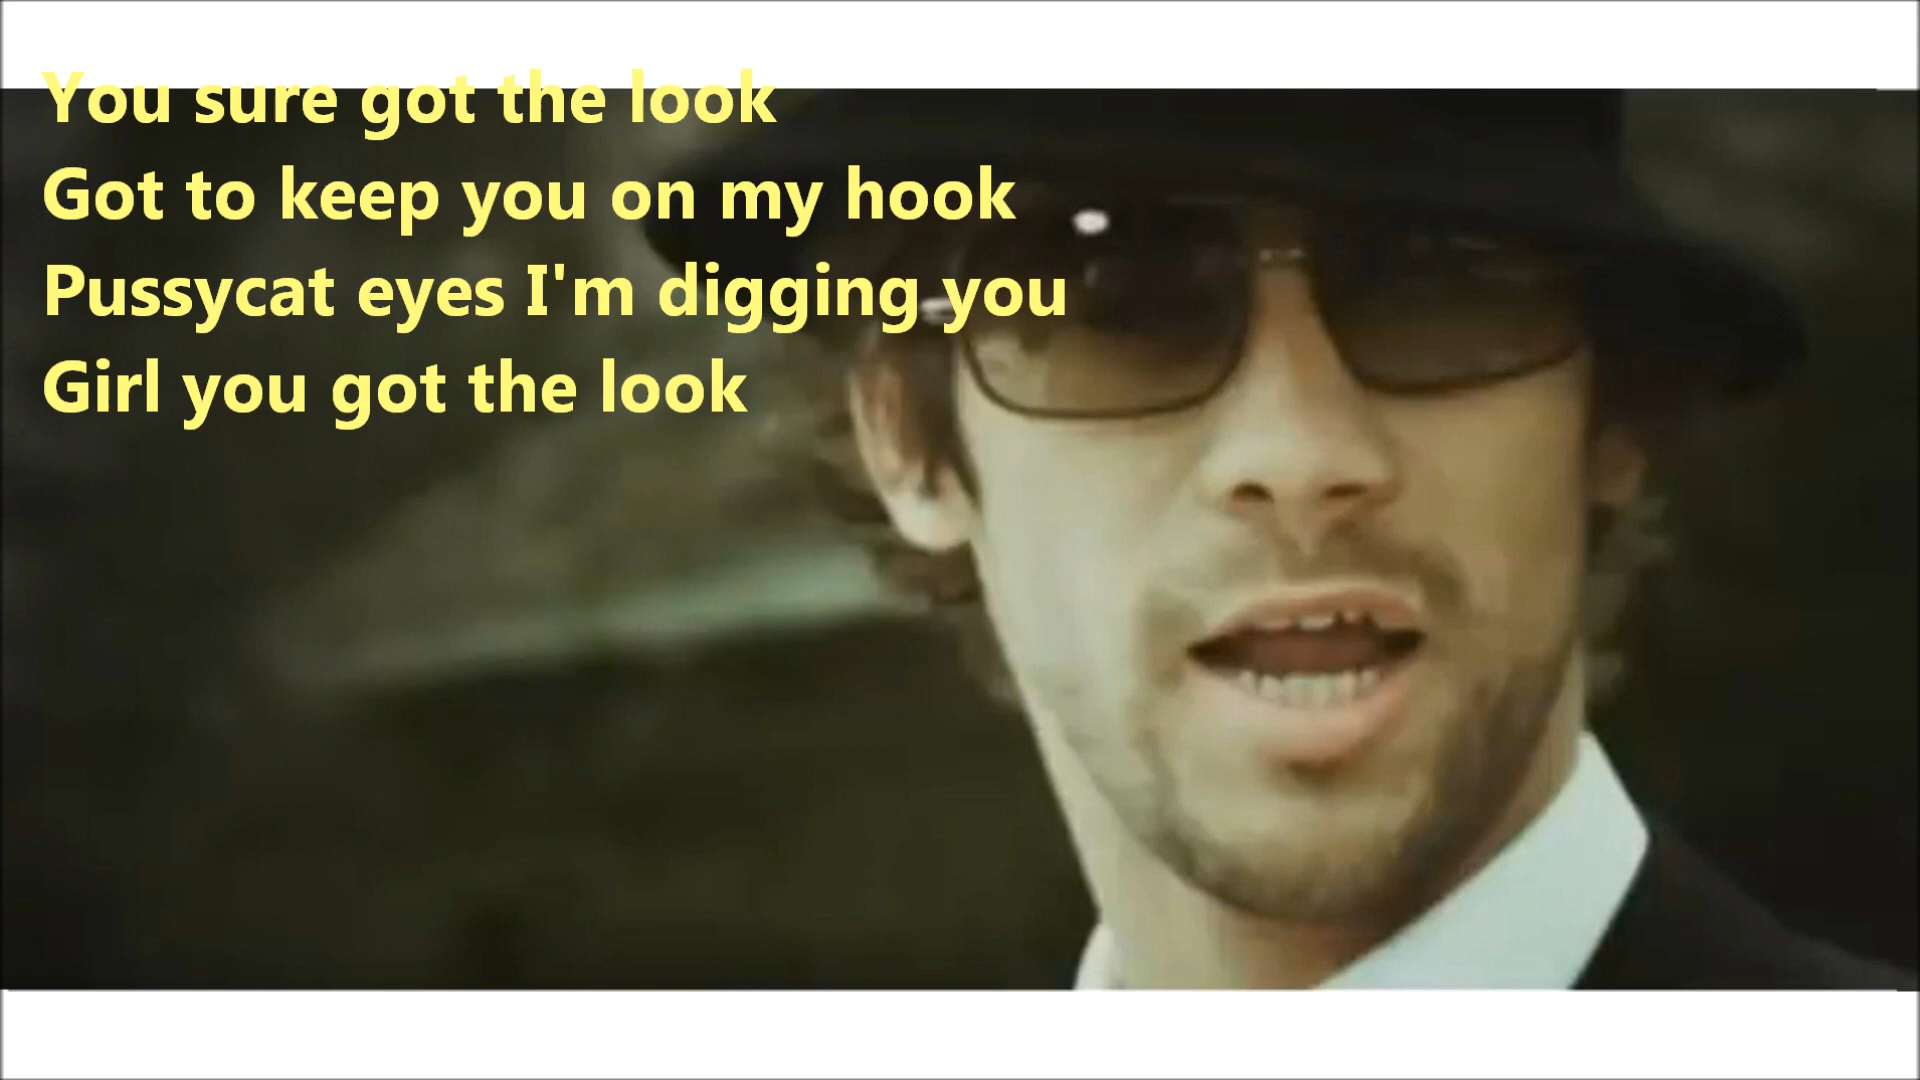 You sure got the look
Got to keep you on my hook
Pussycat eyes I'm digging you
Girl you got the look